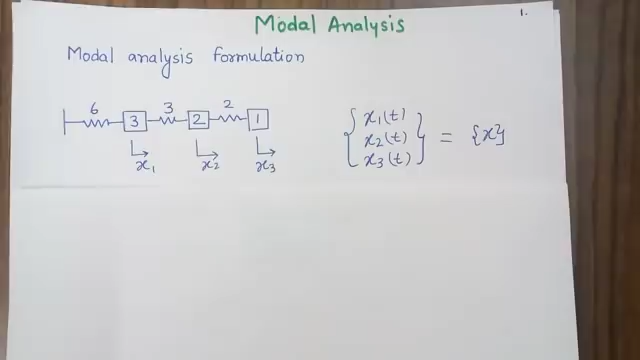 1.
Modal Analysis
Modal analysis formulation
6 3 3 2 2 1
x₁ x₂ x₃
{ x₁(t)
x₂(t)
x₃(t) } = {x}